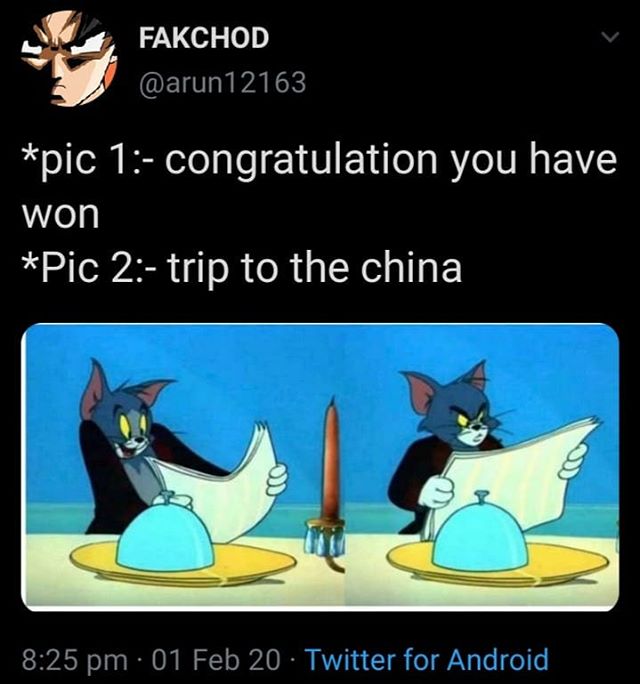 FAKCHOD
@arun12163
*pic 1:- congratulation you have
won
*Pic 2:- trip to the china
8:25 pm · 01 Feb 20 · Twitter for Android